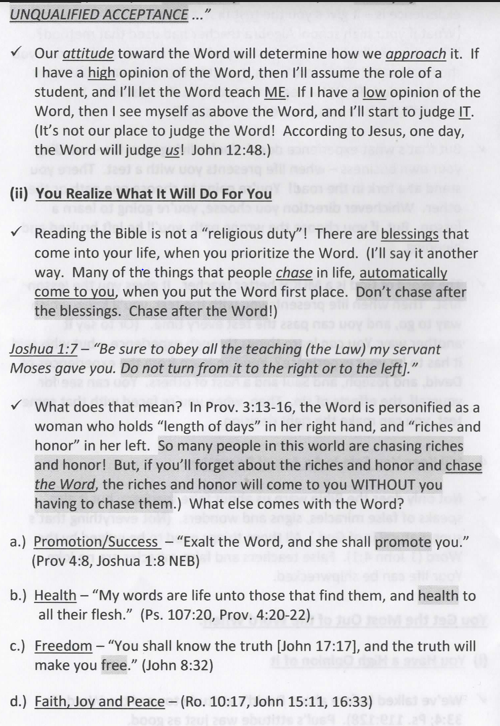 UNQUALIFIED ACCEPTANCE ..."
✓ Our attitude toward the Word will determine how we approach it. If
I have a high opinion of the Word, then I'll assume the role of a
student, and I'll let the Word teach ME. If I have a low opinion of the
Word, then I see myself as above the Word, and I'll start to judge IT.
(It's not our place to judge the Word! According to Jesus, one day,
the Word will judge us! John 12:48.)
(ii) You Realize What It Will Do For You
✓ Reading the Bible is not a "religious duty"! There are blessings that
come into your life, when you prioritize the Word. (I'll say it another
way. Many of the things that people chase in life, automatically
come to you, when you put the Word first place. Don't chase after
the blessings. Chase after the Word!)
Joshua 1:7 – "Be sure to obey all the teaching (the Law) my servant
Moses gave you. Do not turn from it to the right or to the left]."
✓ What does that mean? In Prov. 3:13-16, the Word is personified as a
woman who holds "length of days" in her right hand, and "riches and
honor" in her left. So many people in this world are chasing riches
and honor! But, if you'll forget about the riches and honor and chase
the Word, the riches and honor will come to you WITHOUT you
having to chase them.) What else comes with the Word?
a.) Promotion/Success – "Exalt the Word, and she shall promote you."
(Prov 4:8, Joshua 1:8 NEB)
b.) Health – "My words are life unto those that find them, and health to
all their flesh." (Ps. 107:20, Prov. 4:20-22)
c.) Freedom – "You shall know the truth [John 17:17], and the truth will
make you free." (John 8:32)
d.) Faith, Joy and Peace – (Ro. 10:17, John 15:11, 16:33)